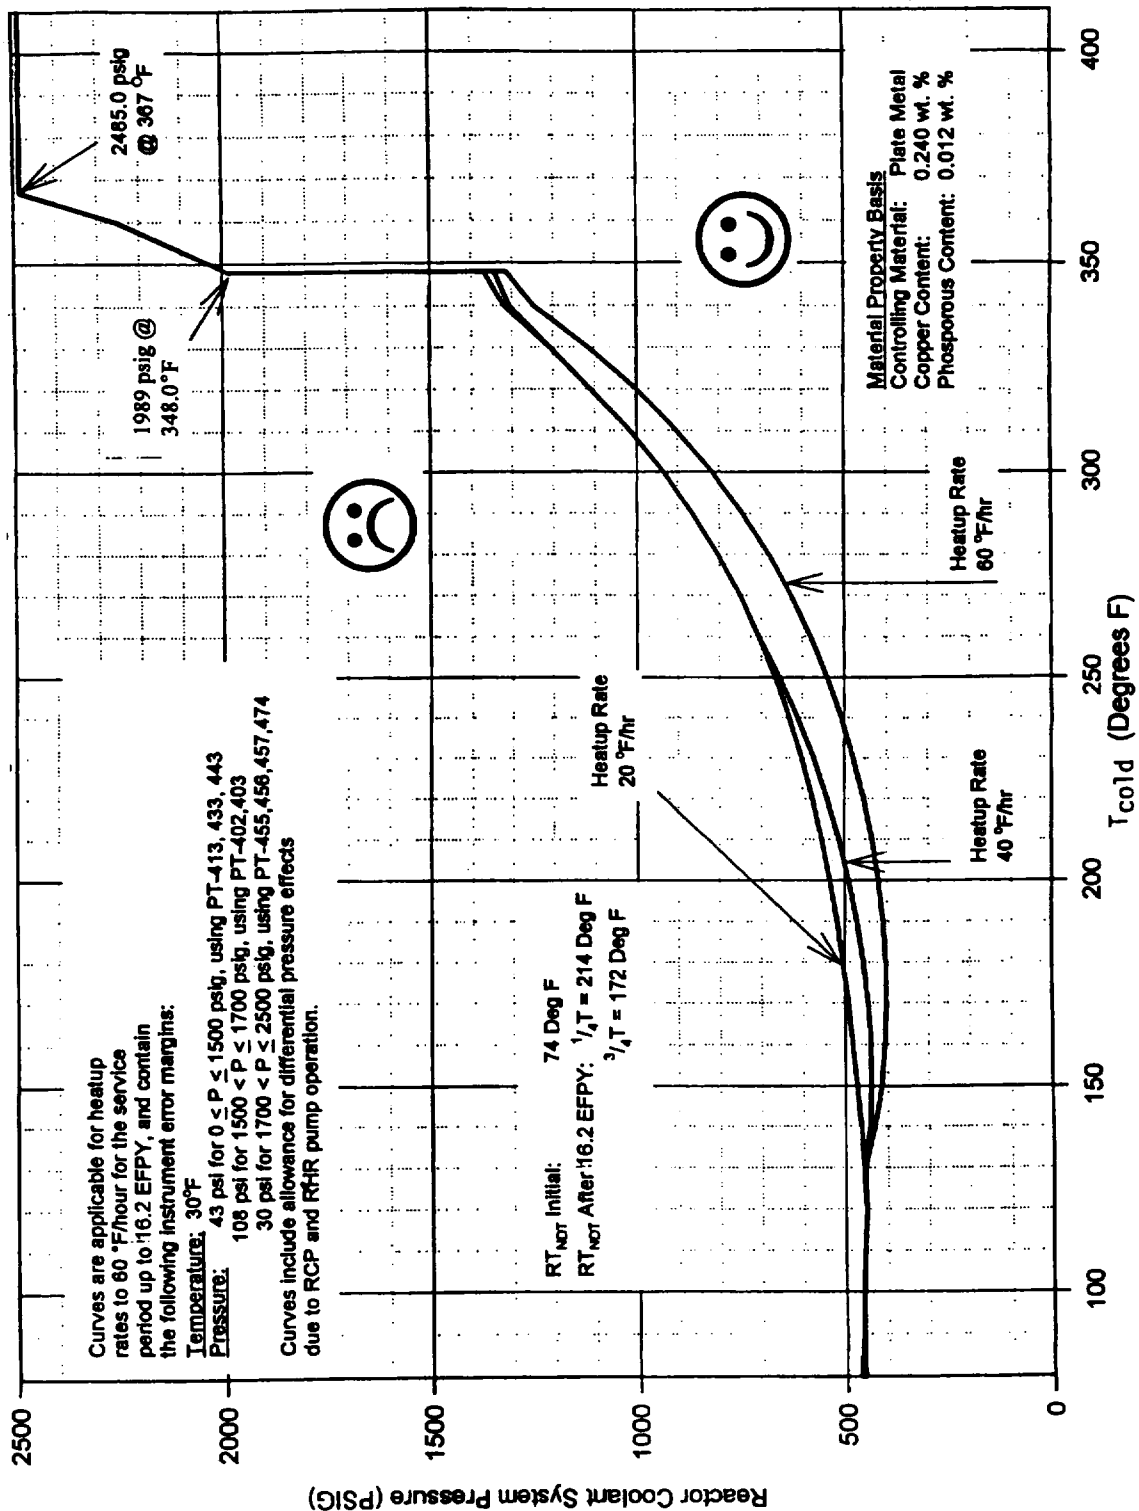 2500
2000
1500
1000
500
0
Reactor Coolant System Pressure (PSIG)
Curves are applicable for heatup
rates to 60 °F/hour for the service
period up to 16.2 EFPY, and contain
the following instrument error margins:
Temperature: 30°F
Pressure: 43 psi for 0 ≤ P ≤ 1500 psig, using PT-413, 433, 443
108 psi for 1500 < P ≤ 1700 psig, using PT-402,403
30 psi for 1700 < P ≤ 2500 psig, using PT-455,456,457,474
Curves include allowance for differential pressure effects
due to RCP and RHR pump operation.
1989 psig @
348.0°F
2485.0 psig
@ 367 °F
RT_NDT Initial: 74 Deg F
RT_NDT After 16.2 EFPY: 1/4T = 214 Deg F
3/4T = 172 Deg F
Heatup Rate
20 °F/hr
Heatup Rate
40 °F/hr
Heatup Rate
60 °F/hr
Material Property Basis
Controlling Material: Plate Metal
Copper Content: 0.240 wt. %
Phosporous Content: 0.012 wt. %
100
150
200
250
300
350
400
Tcold (Degrees F)